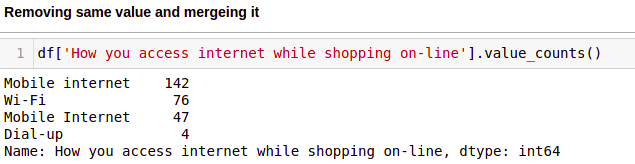 Removing same value and mergeing it
1 df['How you access internet while shopping on-line'].value_counts()
Mobile internet 142
Wi-Fi 76
Mobile Internet 47
Dial-up 4
Name: How you access internet while shopping on-line, dtype: int64